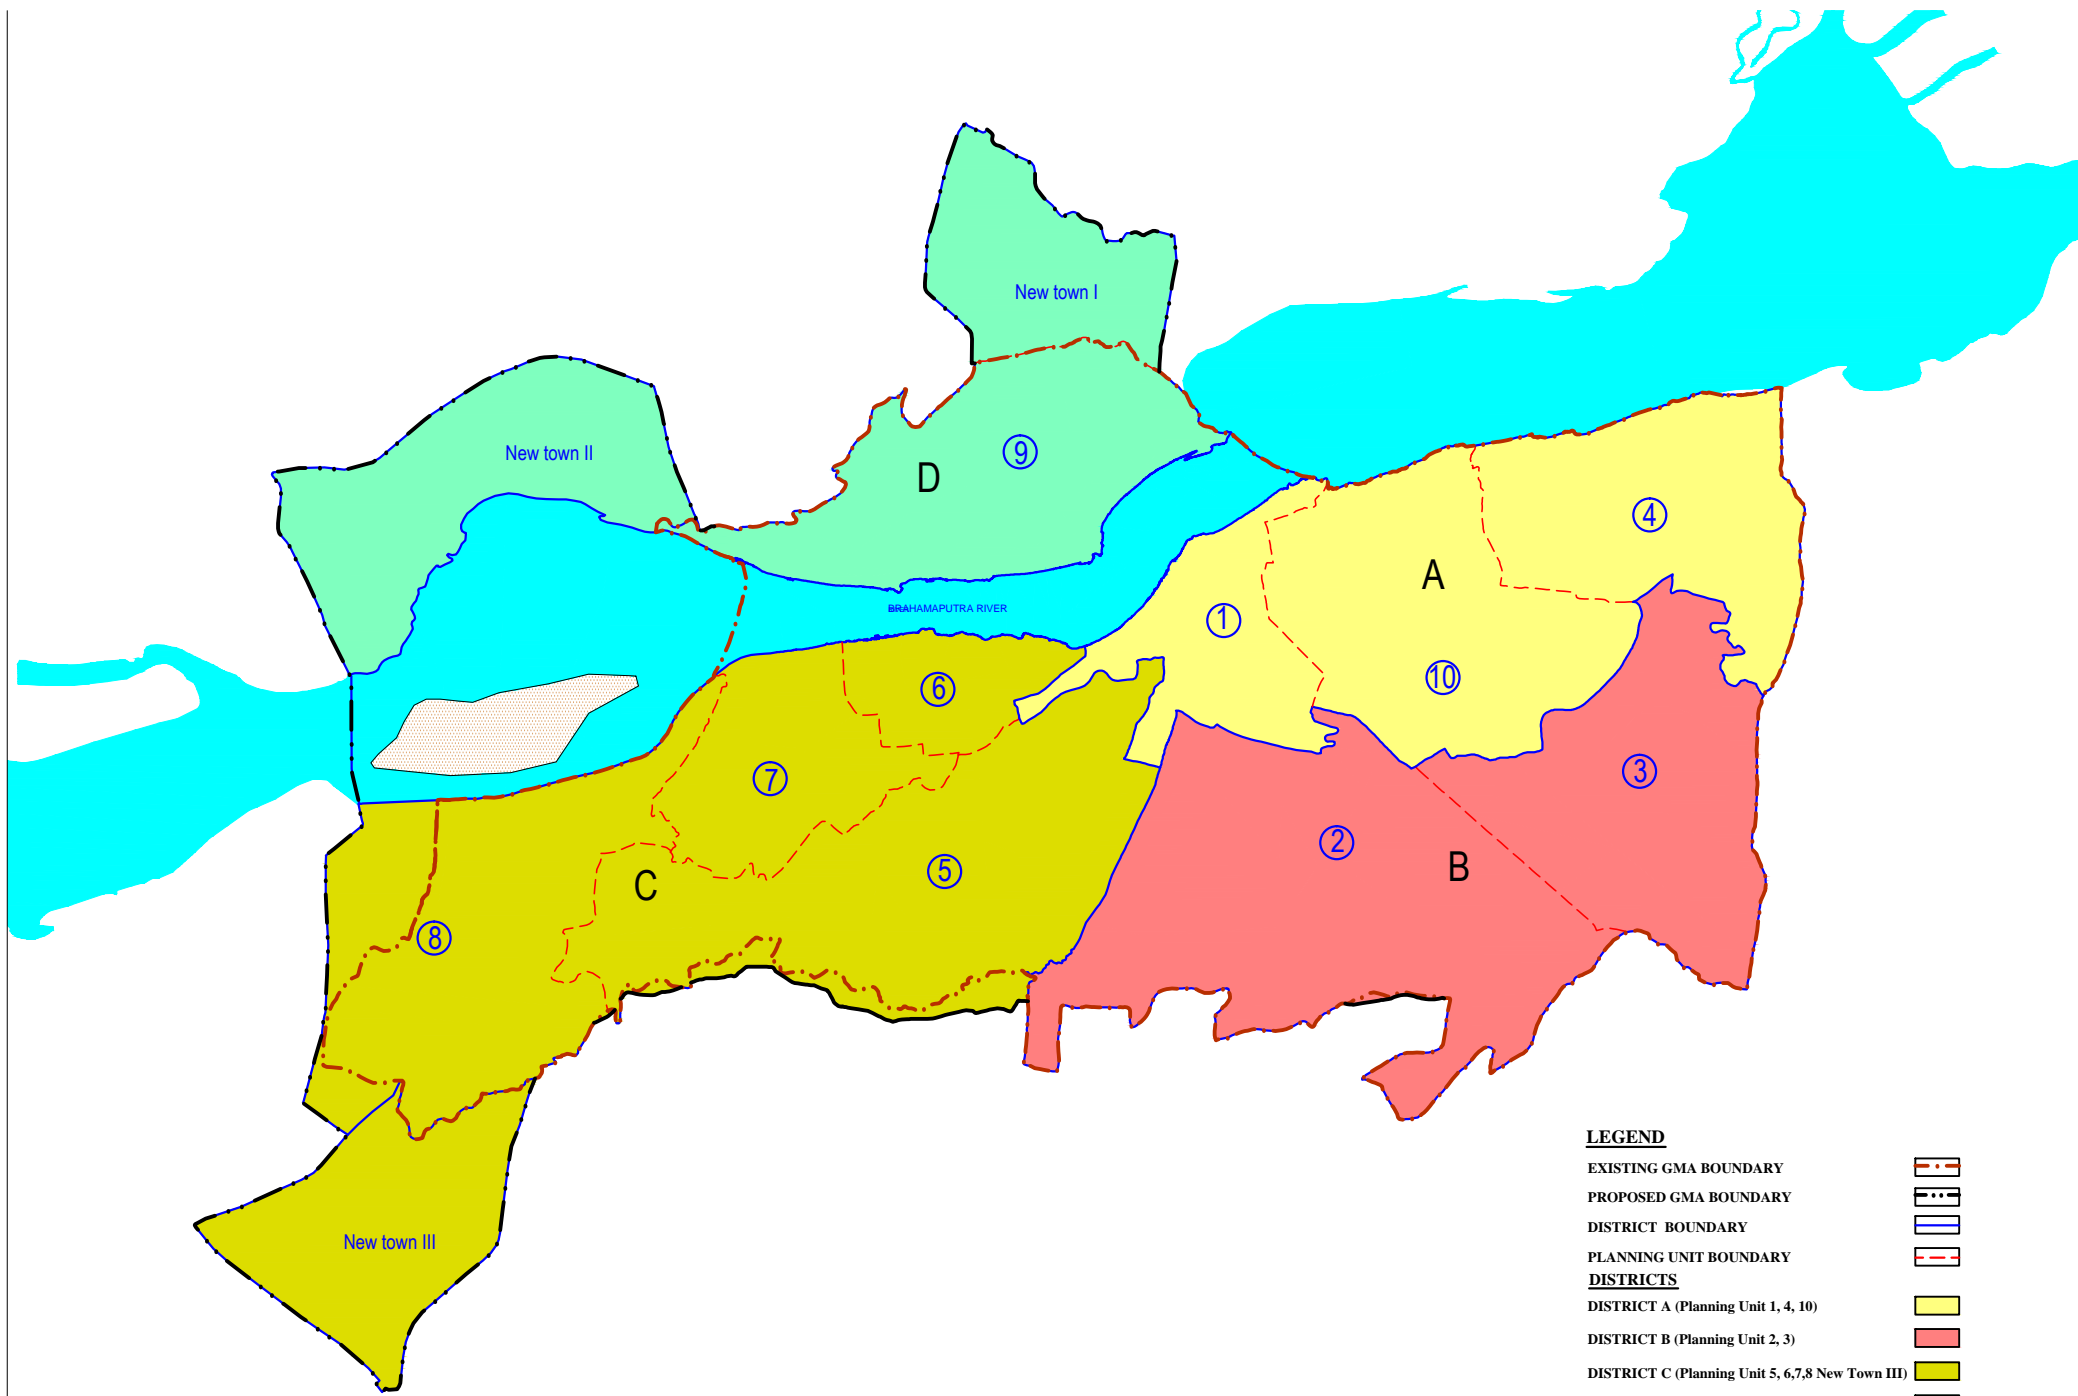 New town I
New town II
9
D
4
A
BRAHAMAPUTRA RIVER
1
10
6
7
3
2
5
B
C
8
New town III
LEGEND
EXISTING GMA BOUNDARY
PROPOSED GMA BOUNDARY
DISTRICT BOUNDARY
PLANNING UNIT BOUNDARY
DISTRICTS
DISTRICT A (Planning Unit 1, 4, 10)
DISTRICT B (Planning Unit 2, 3)
DISTRICT C (Planning Unit 5, 6,7,8 New Town III)